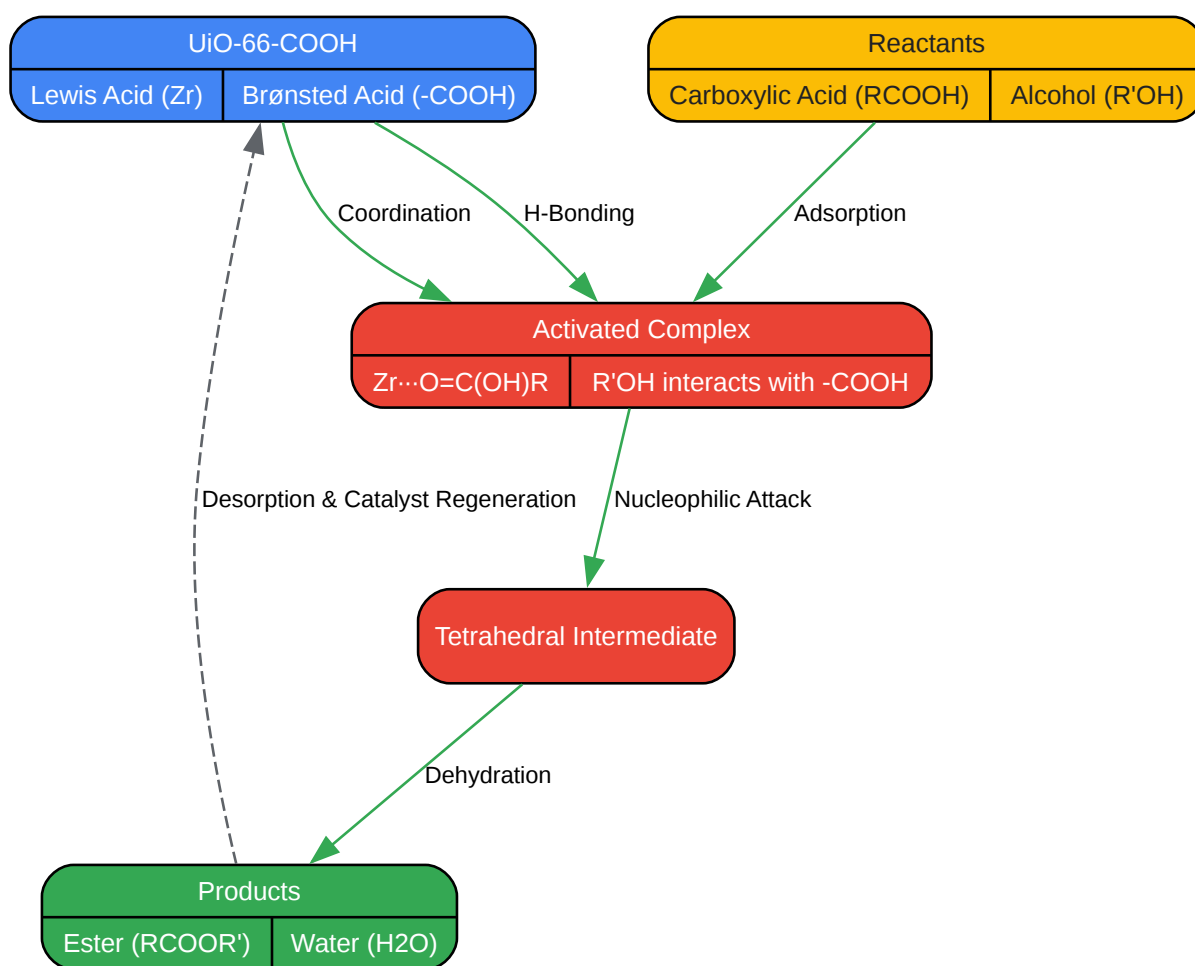 UiO-66-COOH
Lewis Acid (Zr)
Brønsted Acid (-COOH)
Reactants
Carboxylic Acid (RCOOH)
Alcohol (R'OH)
Coordination
H-Bonding
Adsorption
Activated Complex
Zr···O=C(OH)R
R'OH interacts with -COOH
Desorption & Catalyst Regeneration
Nucleophilic Attack
Tetrahedral Intermediate
Dehydration
Products
Ester (RCOOR')
Water (H2O)